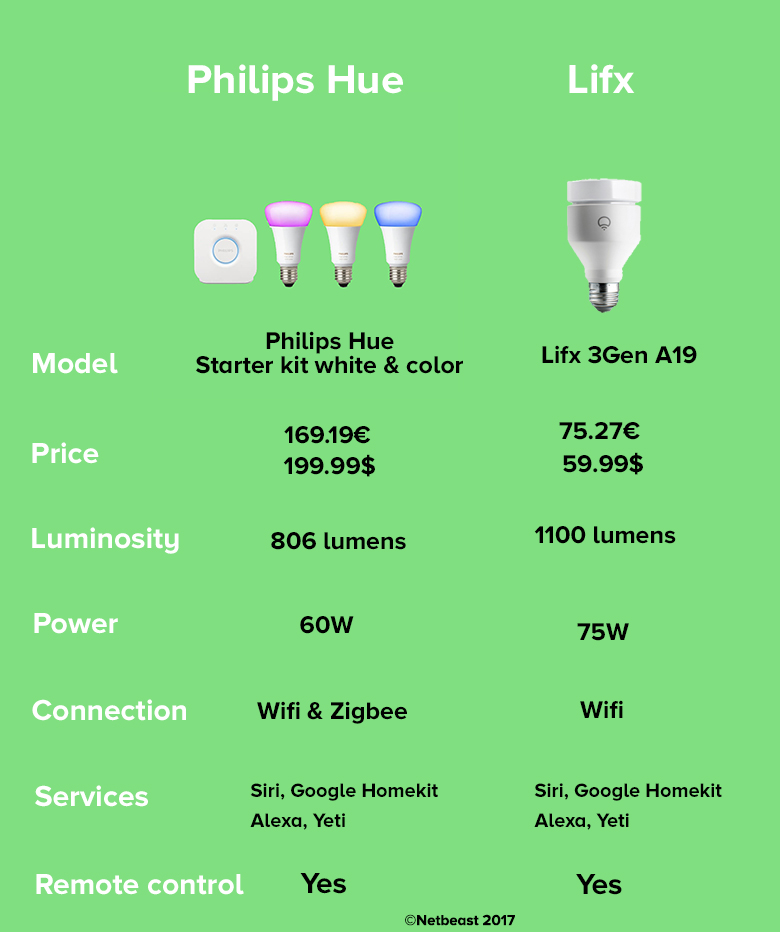 Philips Hue
Lifx
Philips Hue
Starter kit white & color
Lifx 3Gen A19
Model
169.19€
199.99$
75.27€
59.99$
Price
806 lumens
1100 lumens
Luminosity
60W
75W
Power
Wifi & Zigbee
Wifi
Connection
Siri, Google Homekit
Alexa, Yeti
Siri, Google Homekit
Alexa, Yeti
Services
Remote control
Yes
Yes
©Netbeast 2017